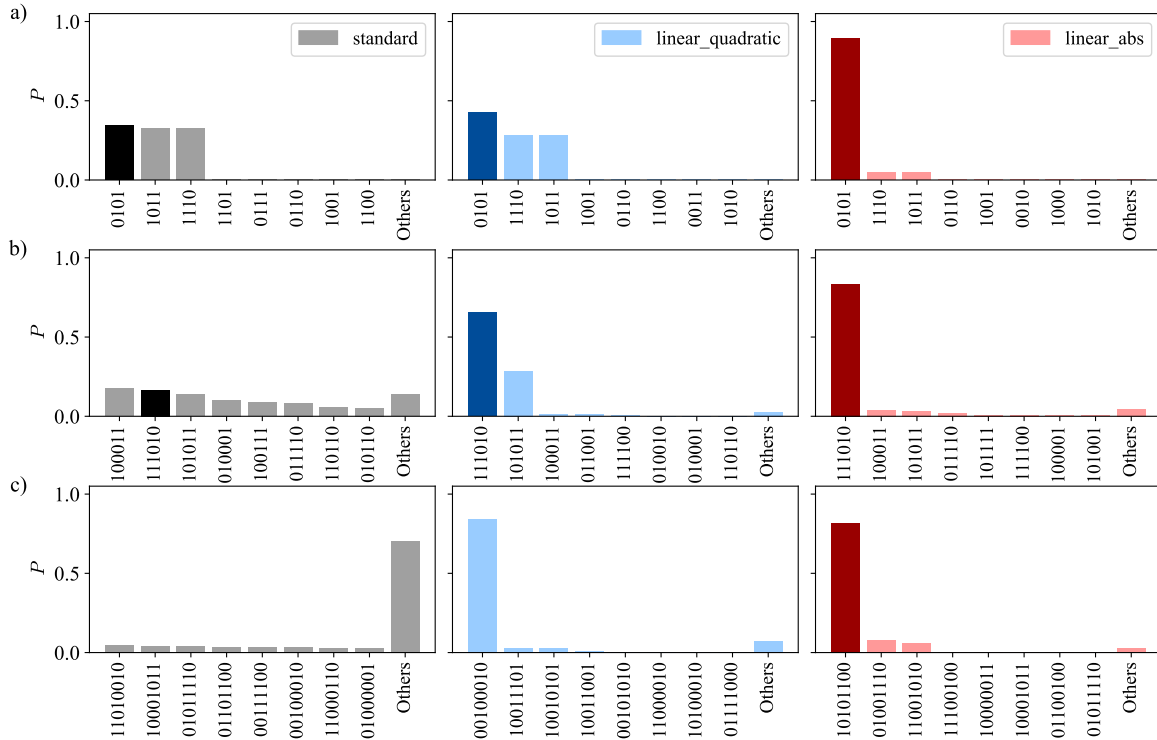 a)
1.0
standard
linear_quadratic
linear_abs
P
0.5
0.0
0101 1011 1110 1101 0111 0110 1001 1100 Others
0101 1110 1011 1001 0110 1100 0011 1010 Others
0101 1110 1011 0110 1001 0010 1000 1010 Others
b)
1.0
P
0.5
0.0
100011 111010 101011 010001 100111 011110 110110 010110 Others
111010 101011 100011 011001 111100 010001 010010 110110 Others
111010 100011 101011 011110 101111 111100 100001 101001 Others
c)
1.0
P
0.5
0.0
11010010 10001011 01001110 01101100 00111100 00100010 11000110 01000001 Others
00100010 10011101 10010101 10011001 00101010 11000010 10100010 01111000 Others
10101100 01001110 11001010 01100100 10000011 10001011 01100100 01011110 Others